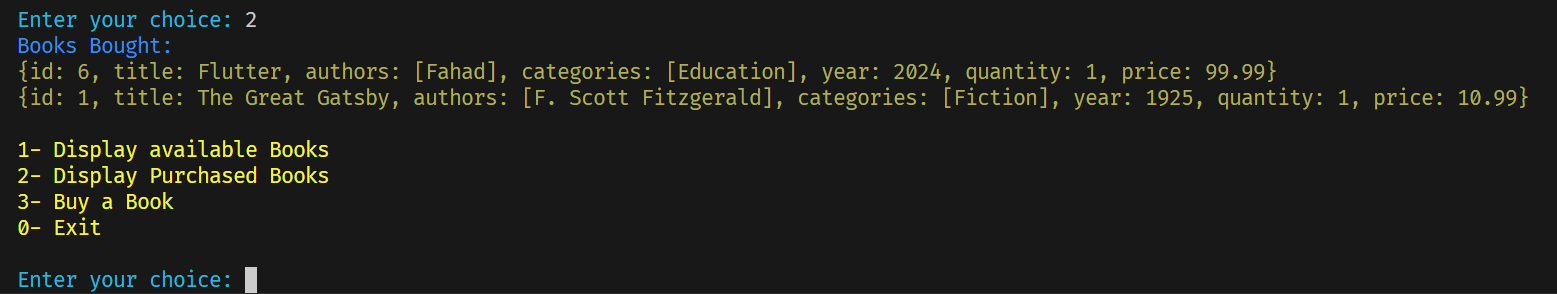 Enter your choice: 2
Books Bought:
{id: 6, title: Flutter, authors: [Fahad], categories: [Education], year: 2024, quantity: 1, price: 99.99}
{id: 1, title: The Great Gatsby, authors: [F. Scott Fitzgerald], categories: [Fiction], year: 1925, quantity: 1, price: 10.99}
1- Display available Books
2- Display Purchased Books
3- Buy a Book
0- Exit
Enter your choice: